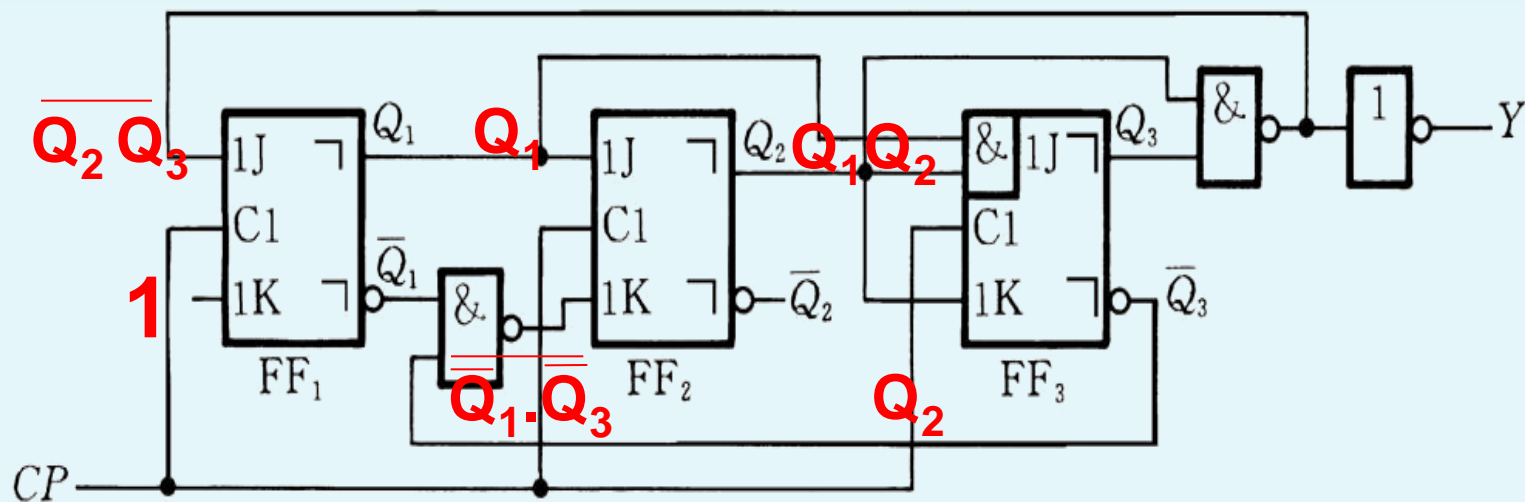 & 1 Y
Q̅₂ Q̅₃ 1J Q₁ Q₁ 1J Q₂ Q₁Q₂ & 1J Q₃
C1 C1 C1
1 1K Q̅₁ & 1K Q̅₂ 1K Q̅₃
FF₁ FF₂ FF₃
Q̅₁.Q̅₃ Q₂
CP